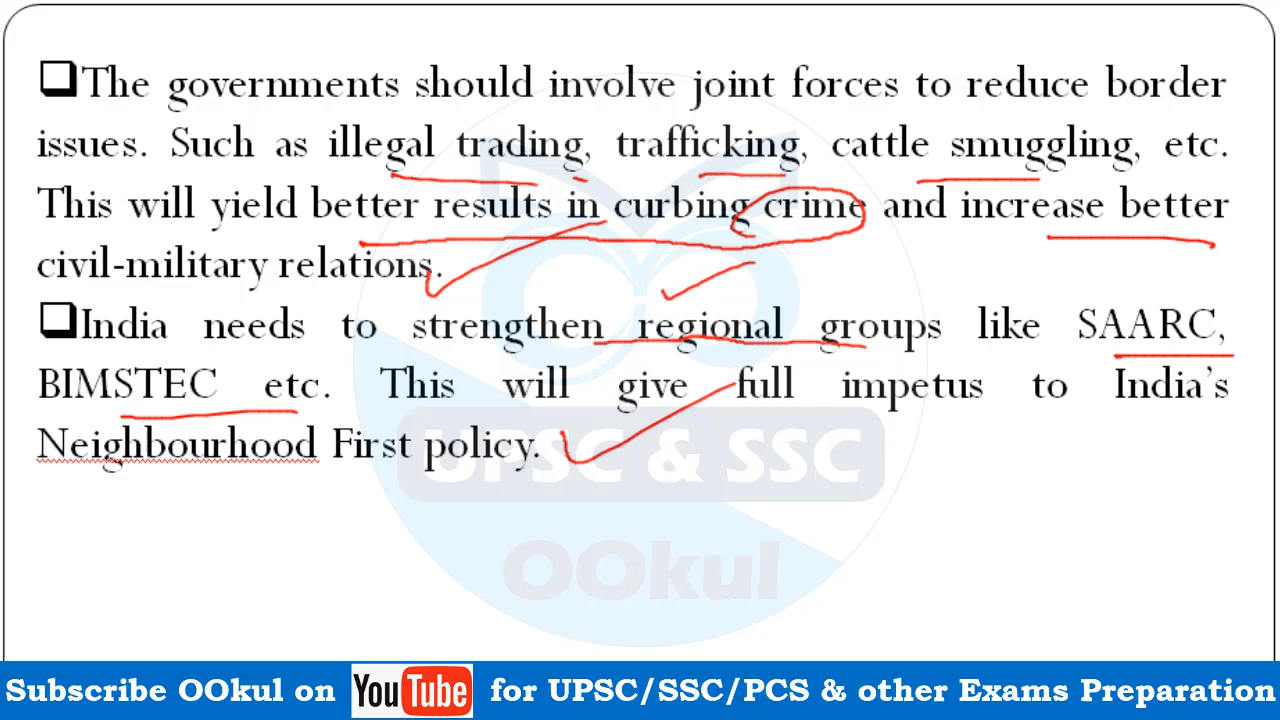 ❑The governments should involve joint forces to reduce border
issues. Such as illegal trading, trafficking, cattle smuggling, etc.
This will yield better results in curbing crime and increase better
civil-military relations.
❑India needs to strengthen regional groups like SAARC,
BIMSTEC etc. This will give full impetus to India's
Neighbourhood First policy.
UPSC & SSC
OOkul
Subscribe OOkul on YouTube for UPSC/SSC/PCS & other Exams Preparation